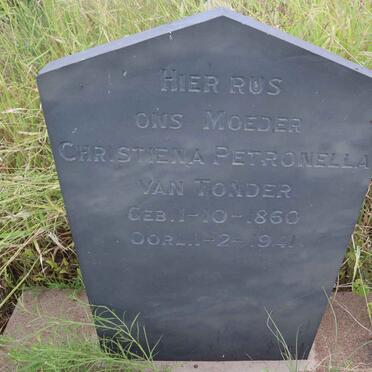 HIER RUS
ONS MOEDER
CHRISTIENA PETRONELLA
VAN TONDER
GEB. 1-10-1860
OORL. 1-2-1941